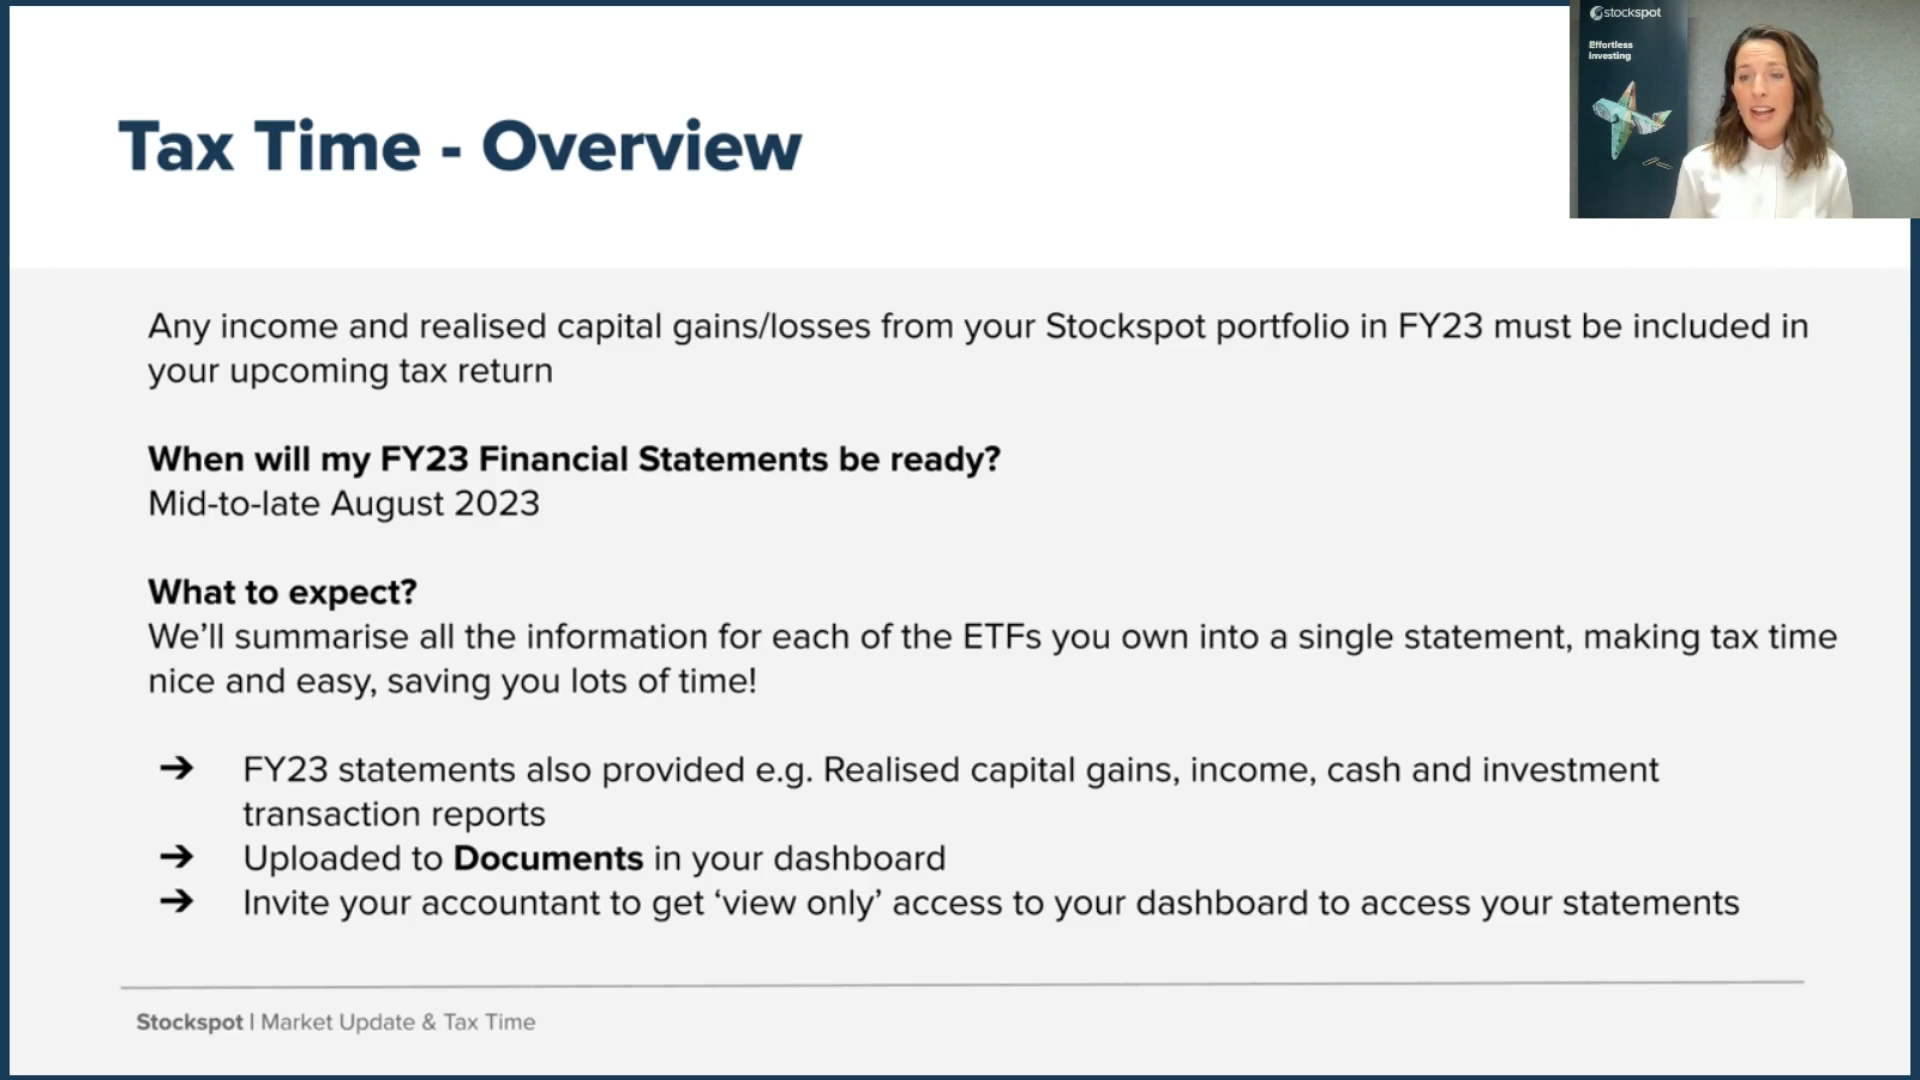 stockspot
Effortless
Investing
Tax Time - Overview
Any income and realised capital gains/losses from your Stockspot portfolio in FY23 must be included in
your upcoming tax return
When will my FY23 Financial Statements be ready?
Mid-to-late August 2023
What to expect?
We’ll summarise all the information for each of the ETFs you own into a single statement, making tax time
nice and easy, saving you lots of time!
➔ FY23 statements also provided e.g. Realised capital gains, income, cash and investment
transaction reports
➔ Uploaded to Documents in your dashboard
➔ Invite your accountant to get ‘view only’ access to your dashboard to access your statements
Stockspot | Market Update & Tax Time